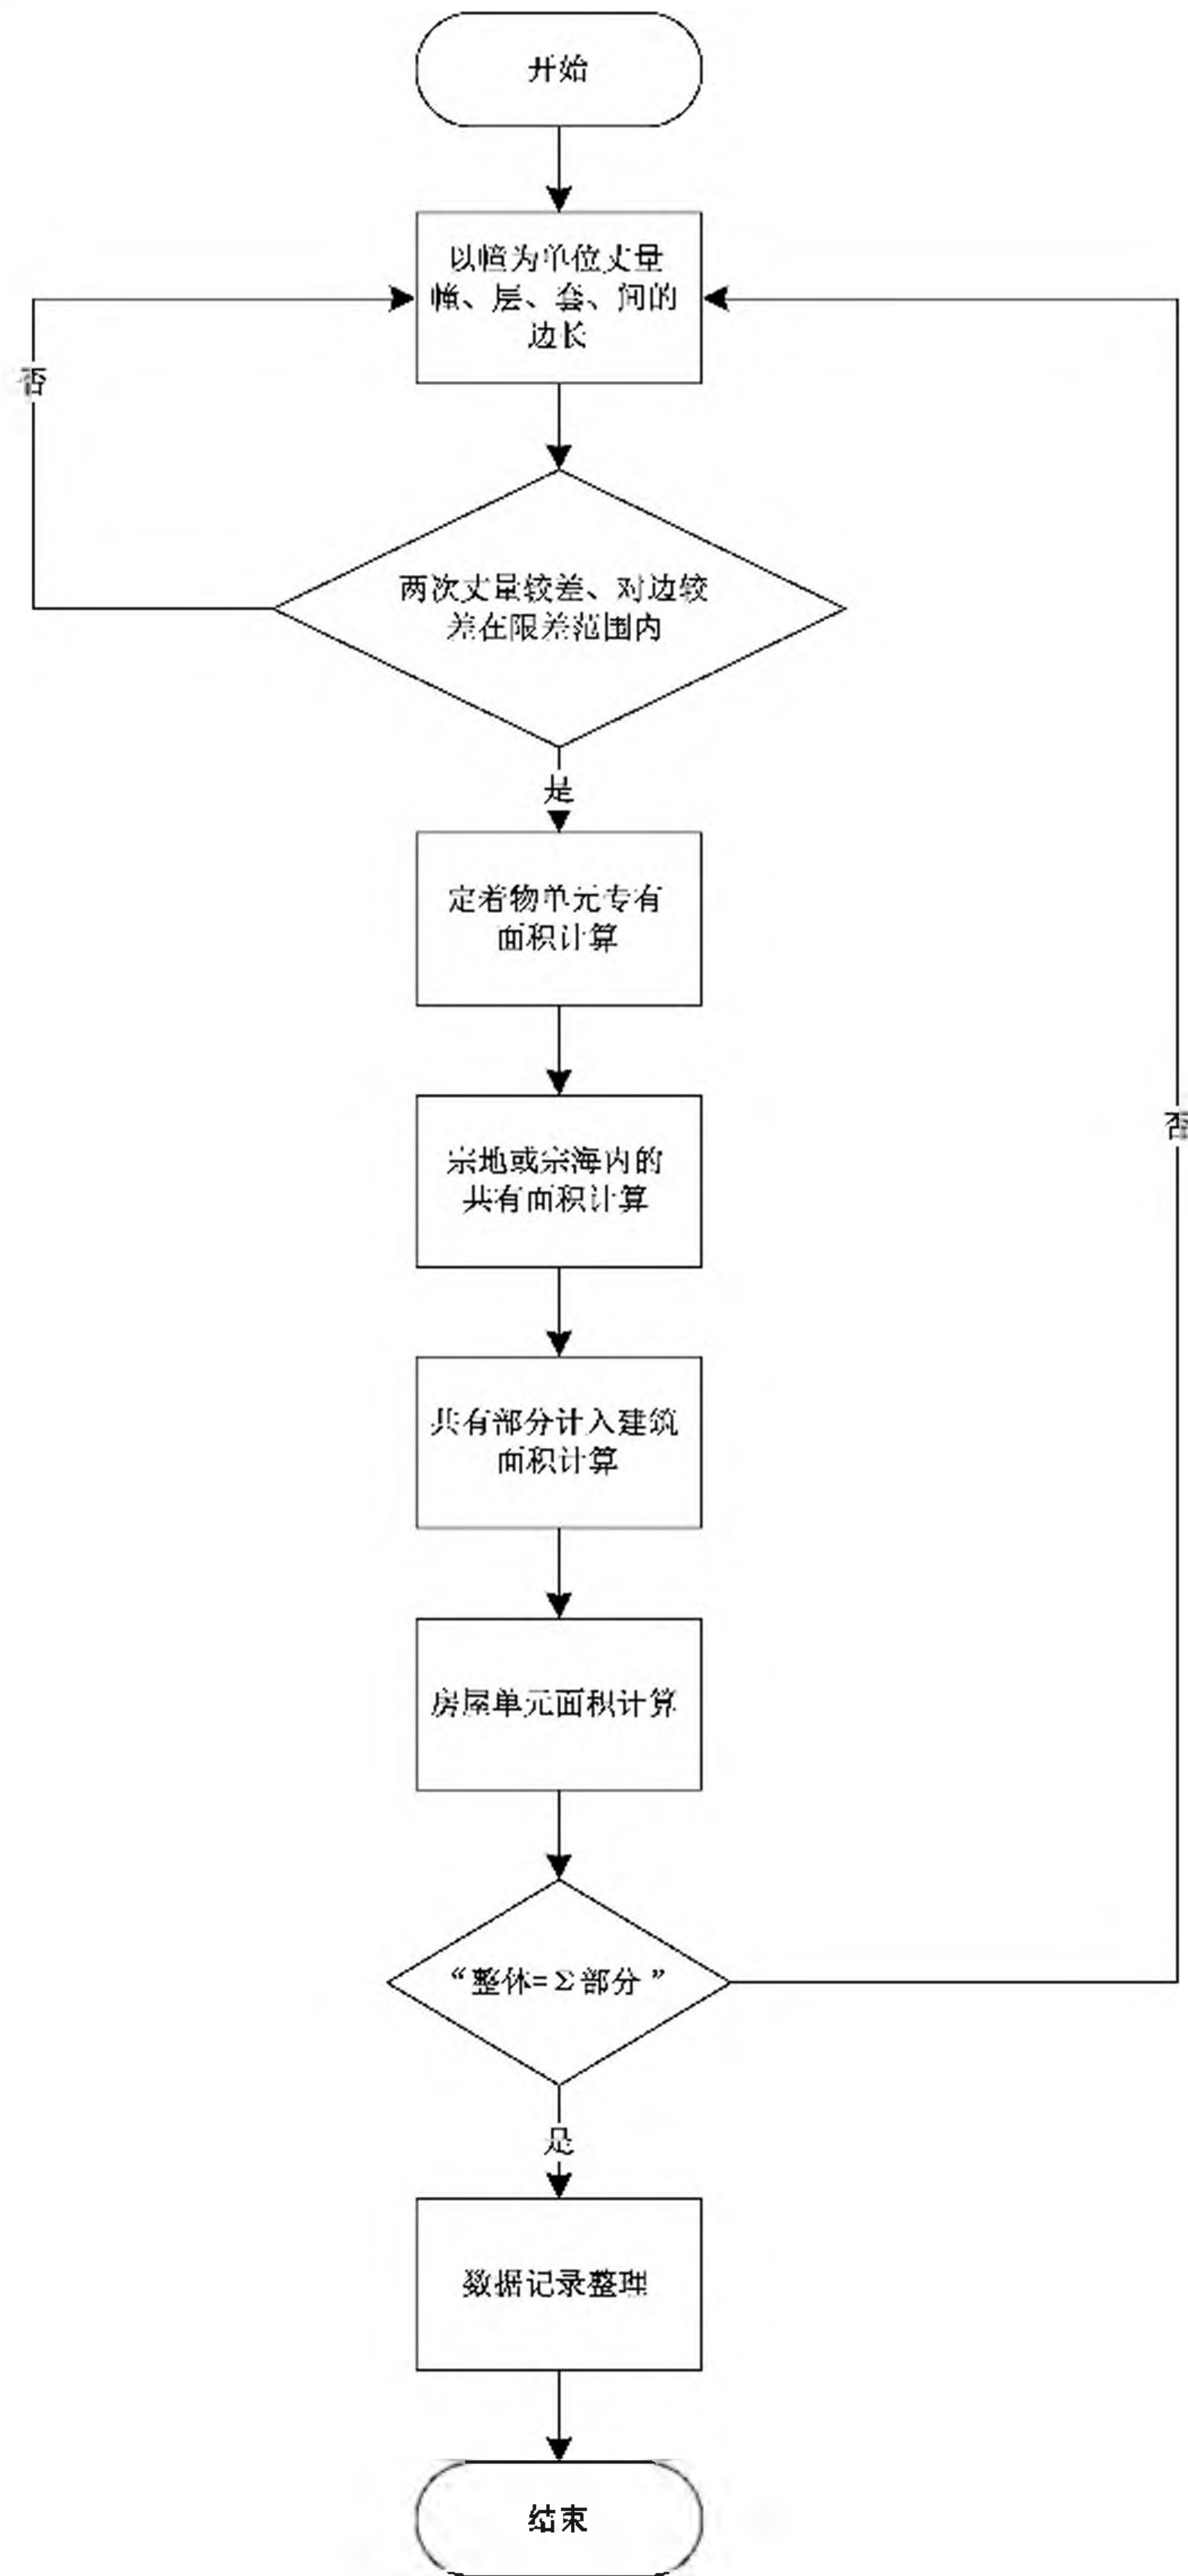 开始
以幢为单位丈量
幢、层、套、间的
边长
否
两次丈量较差、对边较
差在限差范围内
是
定着物单元专有
面积计算
宗地或宗海内的
共有面积计算
否
共有部分计入建筑
面积计算
房屋单元面积计算
“整体=Σ部分”
是
数据记录整理
结束